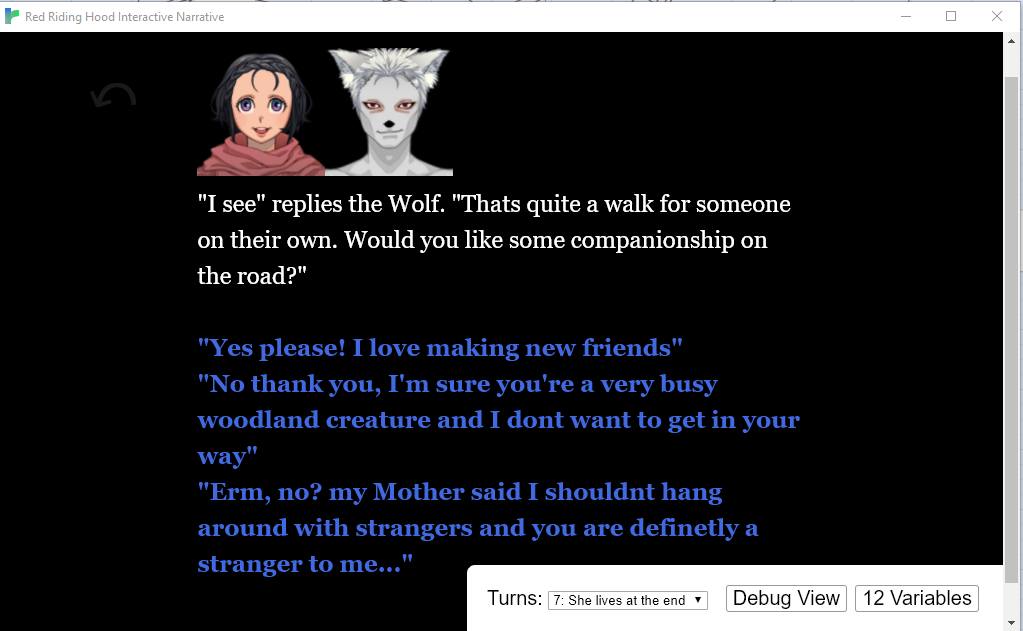 Red Riding Hood Interactive Narrative
"I see" replies the Wolf. "Thats quite a walk for someone
on their own. Would you like some companionship on
the road?"
"Yes please! I love making new friends"
"No thank you, I'm sure you're a very busy
woodland creature and I dont want to get in your
way"
"Erm, no? my Mother said I shouldnt hang
around with strangers and you are definetly a
stranger to me..."
Turns: 7: She lives at the end Debug View 12 Variables